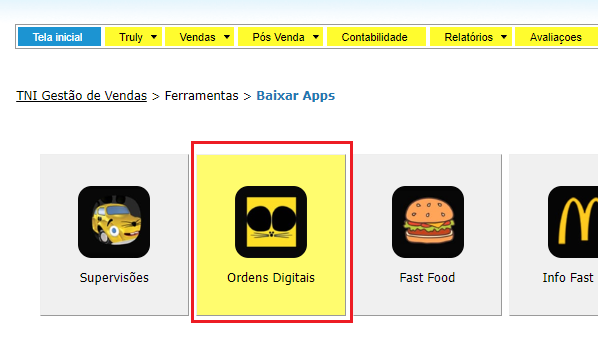 Tela inicial Truly Vendas Pós Venda Contabilidade Relatórios Avaliaçoes
TNI Gestão de Vendas > Ferramentas > Baixar Apps
Supervisões Ordens Digitais Fast Food Info Fast